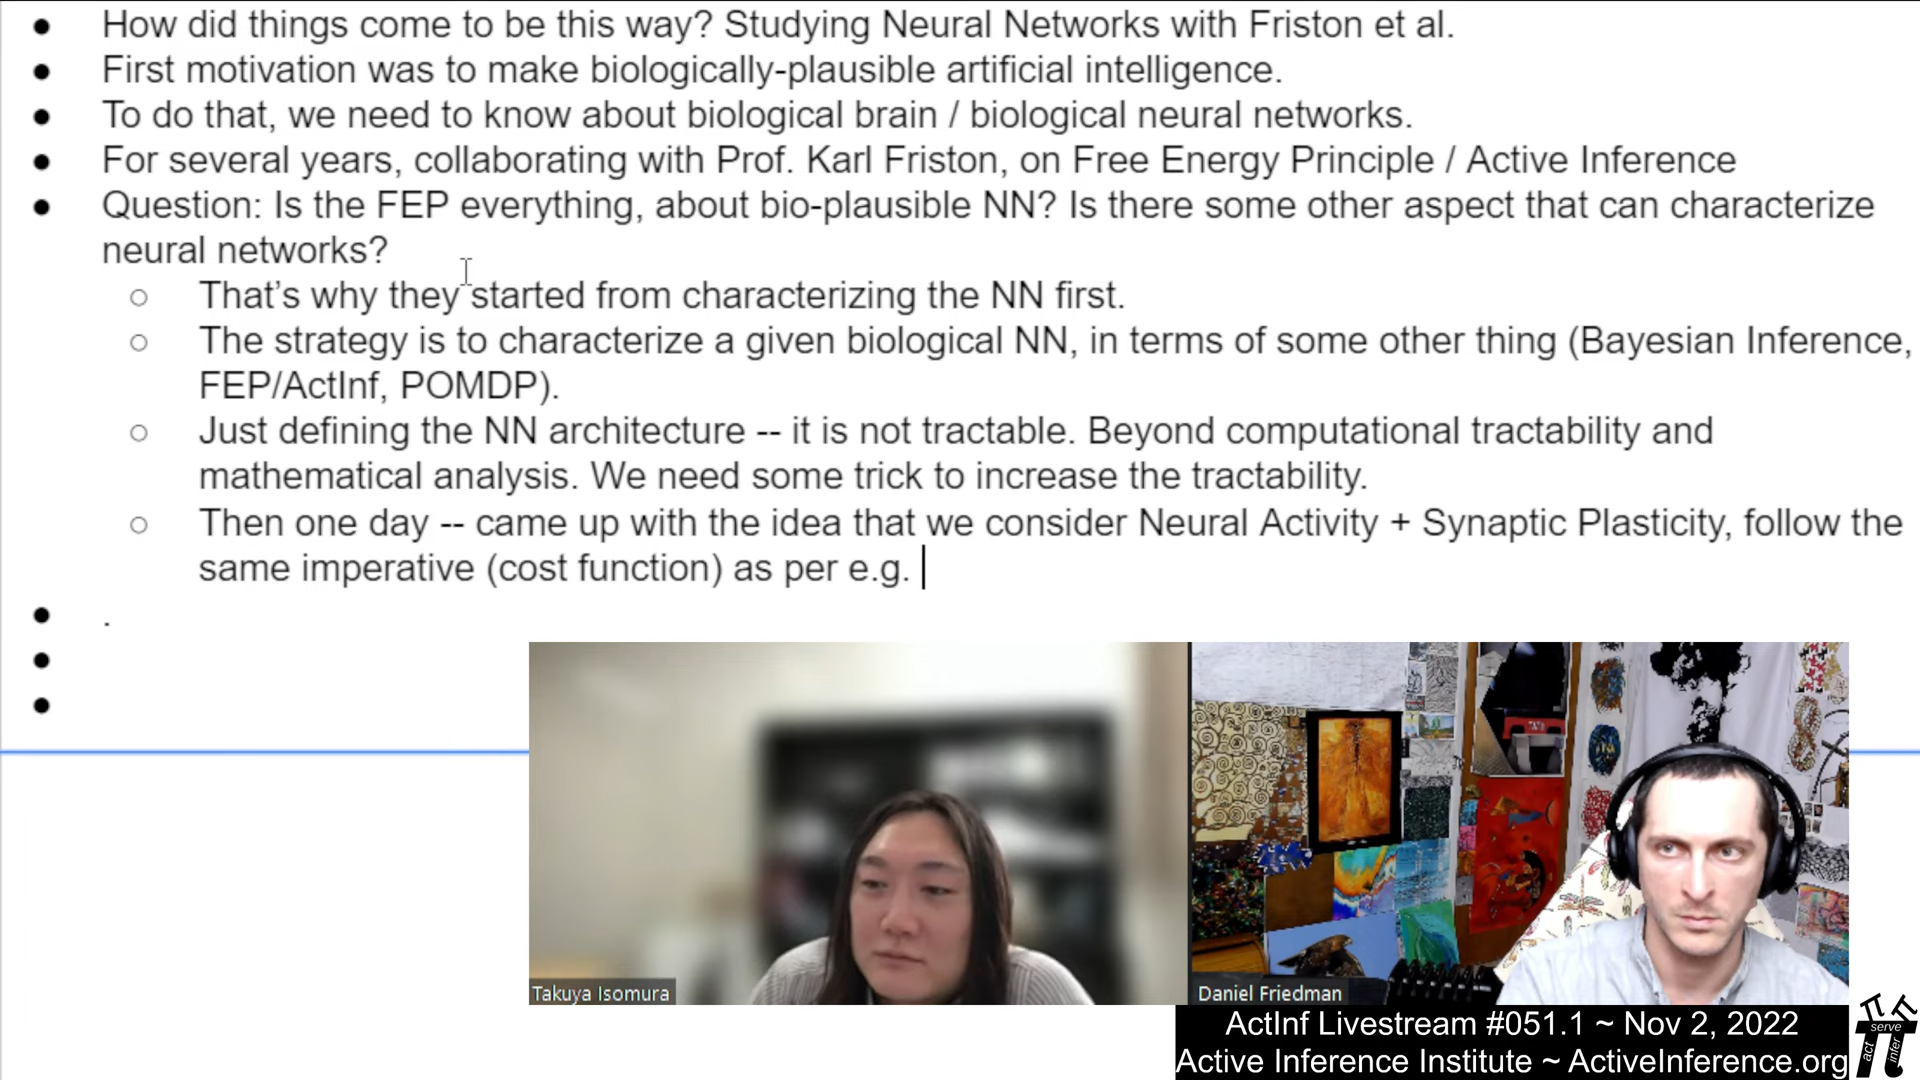 ● How did things come to be this way? Studying Neural Networks with Friston et al.
● First motivation was to make biologically-plausible artificial intelligence.
● To do that, we need to know about biological brain / biological neural networks.
● For several years, collaborating with Prof. Karl Friston, on Free Energy Principle / Active Inference
● Question: Is the FEP everything, about bio-plausible NN? Is there some other aspect that can characterize
neural networks?
○ That's why they started from characterizing the NN first.
○ The strategy is to characterize a given biological NN, in terms of some other thing (Bayesian Inference,
FEP/ActInf, POMDP).
○ Just defining the NN architecture -- it is not tractable. Beyond computational tractability and
mathematical analysis. We need some trick to increase the tractability.
○ Then one day -- came up with the idea that we consider Neural Activity + Synaptic Plasticity, follow the
same imperative (cost function) as per e.g.
● .
●
●
Takuya Isomura
Daniel Friedman
ActInf Livestream #051.1 ~ Nov 2, 2022
Active Inference Institute ~ ActiveInference.org
serve
act
infer